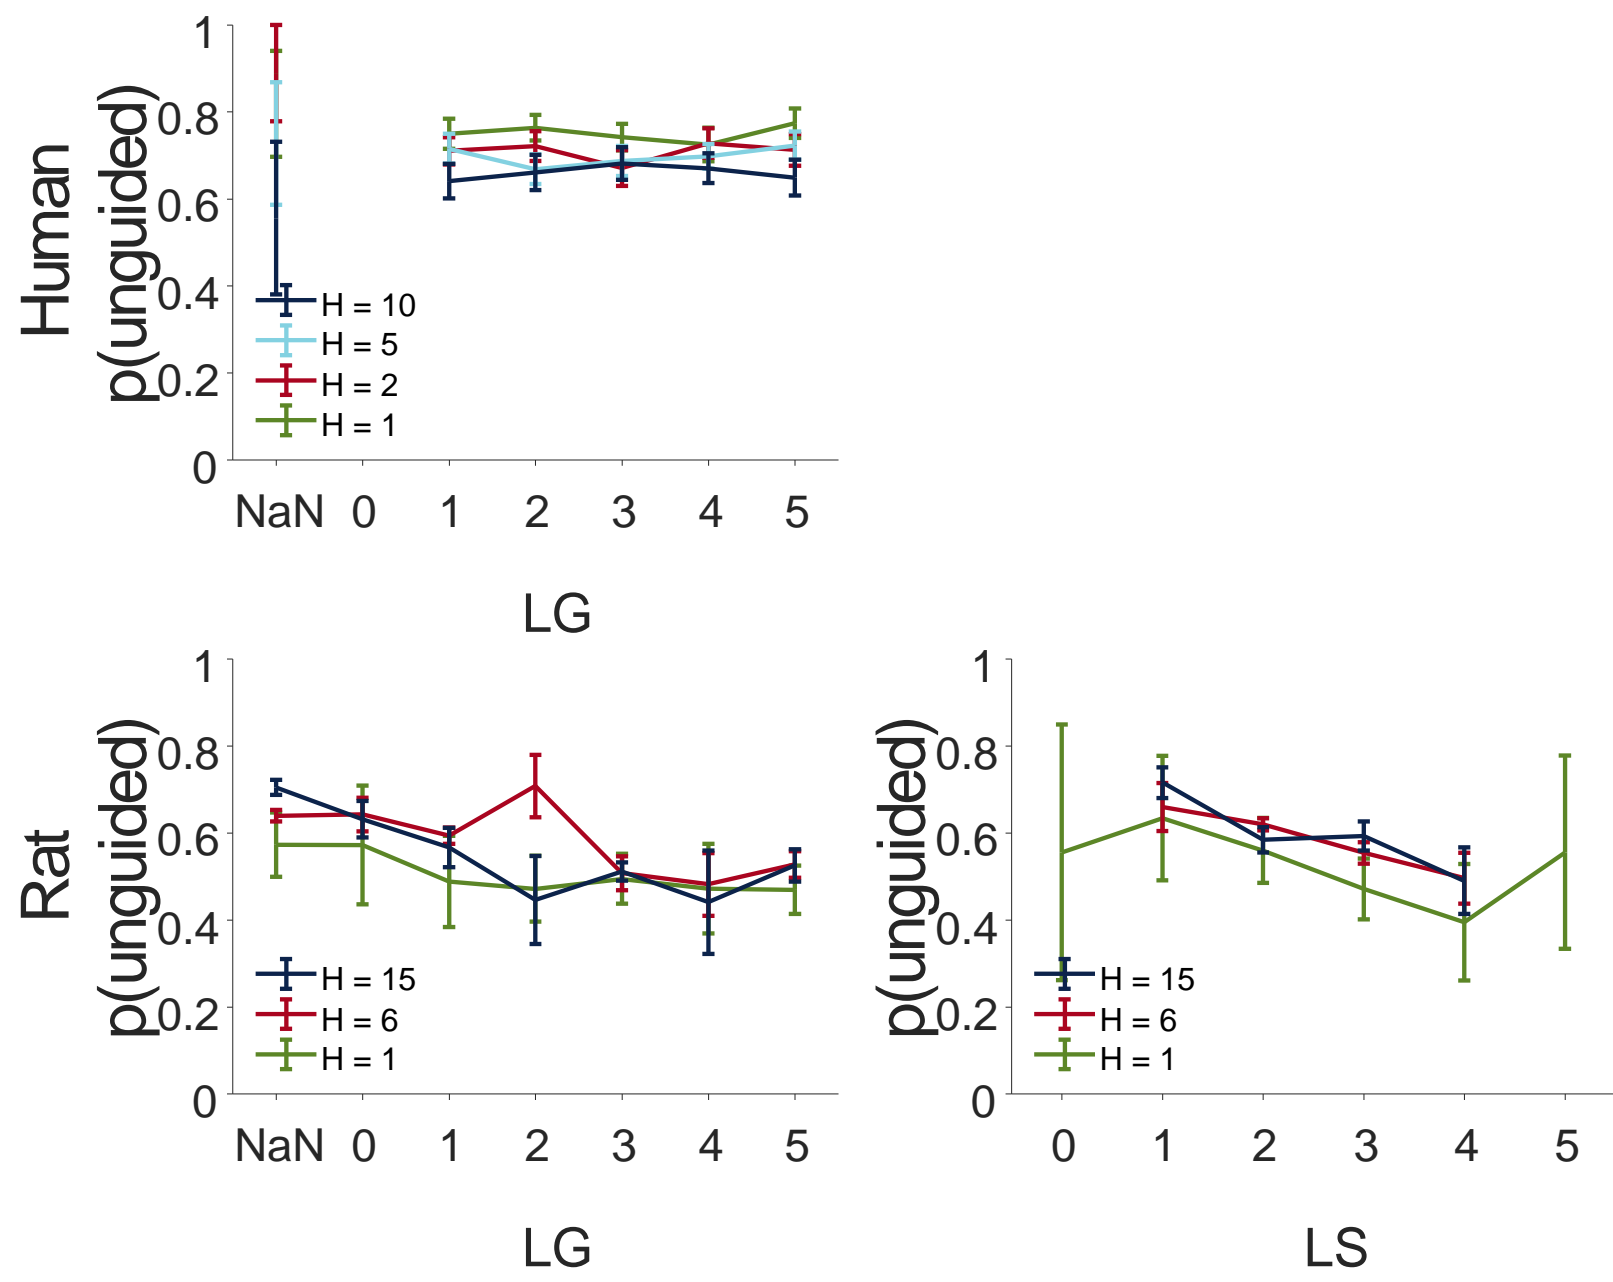 Human
p(unguided)
1
0.8
0.6
0.4
0.2
0
H = 10
H = 5
H = 2
H = 1
NaN 0 1 2 3 4 5
LG
Rat
p(unguided)
1
0.8
0.6
0.4
0.2
0
H = 15
H = 6
H = 1
NaN 0 1 2 3 4 5
LG
p(unguided)
1
0.8
0.6
0.4
0.2
0
H = 15
H = 6
H = 1
0 1 2 3 4 5
LS